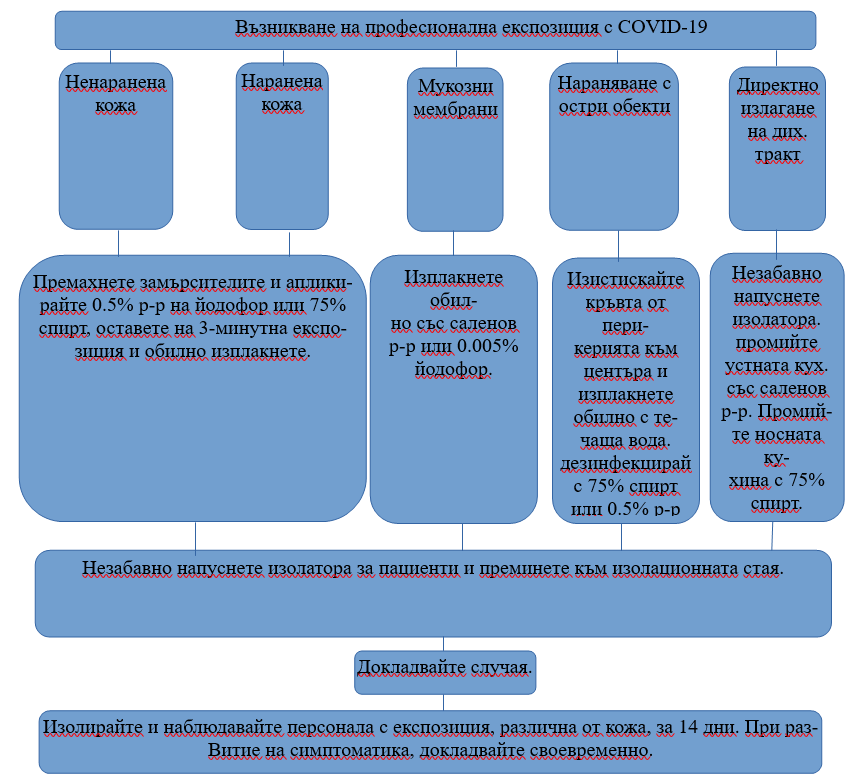 Възникване на професионална експозиция с COVID-19
Ненаранена
кожа
Наранена
кожа
Мукозни
мембрани
Нараняване с
остри обекти
Директно
излагане
на дих.
тракт
Премахнете замърсителите и аплики-
райте 0.5% р-р на йодофор или 75%
спирт, оставете на 3-минутна експо-
зиция и обилно изплакнете.
Изплакнете
обил-
но със саленов
р-р или 0.005%
йодофор.
Изистискайте
кръвта от
пери-
керията към
центъра и
изплакнете
обилно с те-
чаща вода.
дезинфекцирай
с 75% спирт
или 0.5% р-р
Незабавно
напуснете
изолатора.
промийте
устната кух.
със саленов
р-р. Промий-
те носната
ку-
хина с 75%
спирт.
Незабавно напуснете изолатора за пациенти и преминете към изолационната стая.
Докладвайте случая.
Изолирайте и наблюдавайте персонала с експозиция, различна от кожа, за 14 дни. При раз-
Витие на симптоматика, докладвайте своевременно.